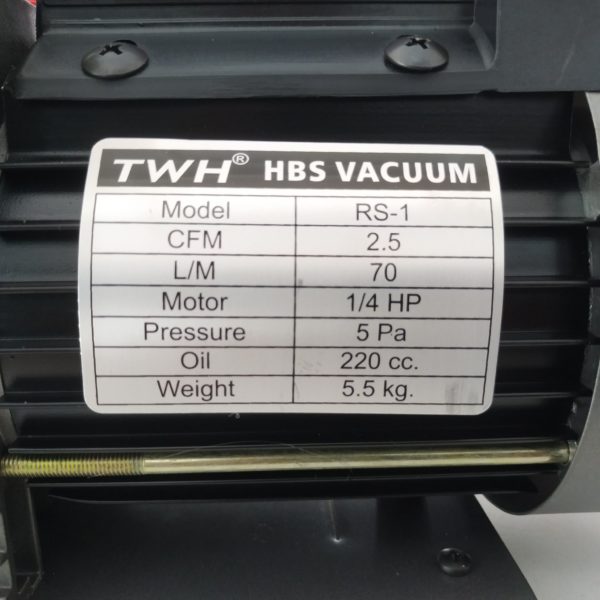 TWH® HBS VACUUM
Model RS-1
CFM 2.5
L/M 70
Motor 1/4 HP
Pressure 5 Pa
Oil 220 cc.
Weight 5.5 kg.